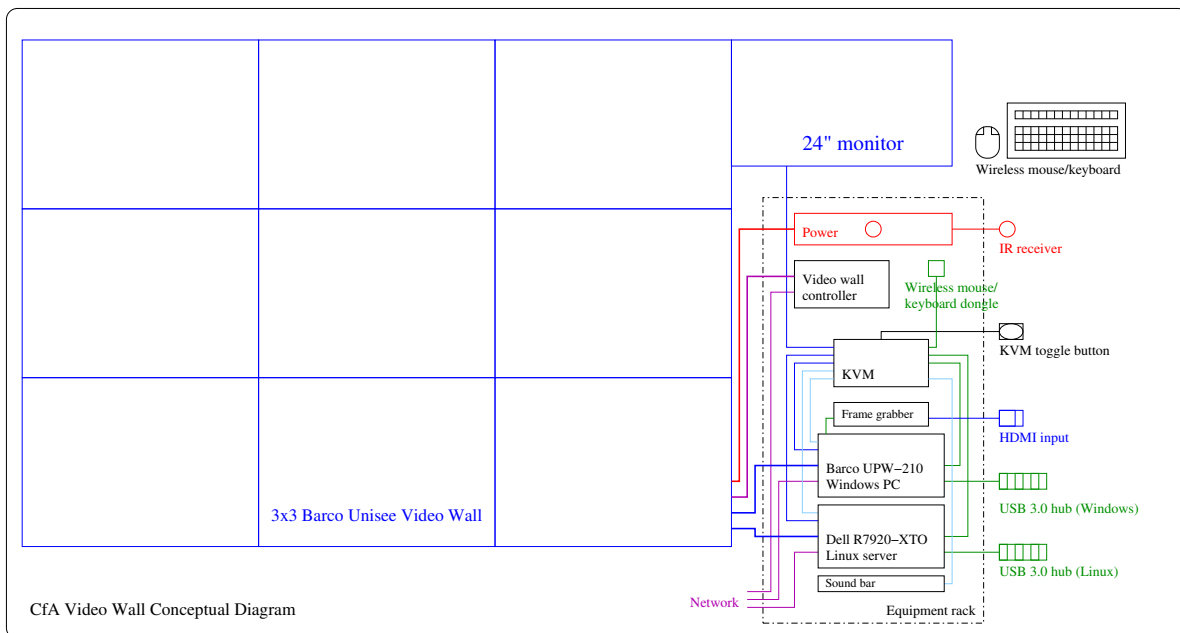 24" monitor
Wireless mouse/keyboard
Power
IR receiver
Video wall
controller
Wireless mouse/
keyboard dongle
KVM toggle button
KVM
Frame grabber
HDMI input
Barco UPW−210
Windows PC
USB 3.0 hub (Windows)
3x3 Barco Unisee Video Wall
Dell R7920−XTO
Linux server
USB 3.0 hub (Linux)
Sound bar
Network
Equipment rack
CfA Video Wall Conceptual Diagram